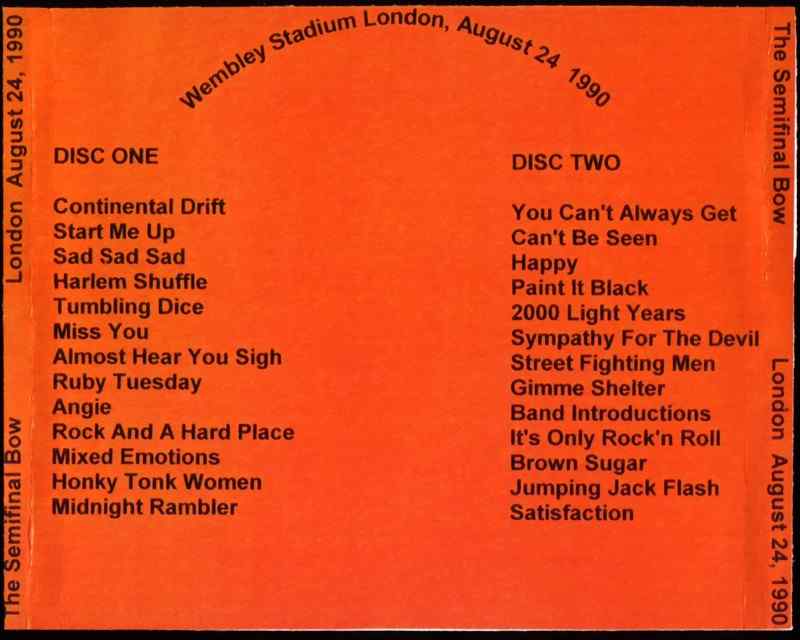 Wembley Stadium London, August 24 1990
London August 24, 1990
The Semifinal Bow
DISC ONE
Continental Drift
Start Me Up
Sad Sad Sad
Harlem Shuffle
Tumbling Dice
Miss You
Almost Hear You Sigh
Ruby Tuesday
Angie
Rock And A Hard Place
Mixed Emotions
Honky Tonk Women
Midnight Rambler
DISC TWO
You Can't Always Get
Can't Be Seen
Happy
Paint It Black
2000 Light Years
Sympathy For The Devil
Street Fighting Men
Gimme Shelter
Band Introductions
It's Only Rock'n Roll
Brown Sugar
Jumping Jack Flash
Satisfaction
The Semifinal Bow
London August 24, 1990